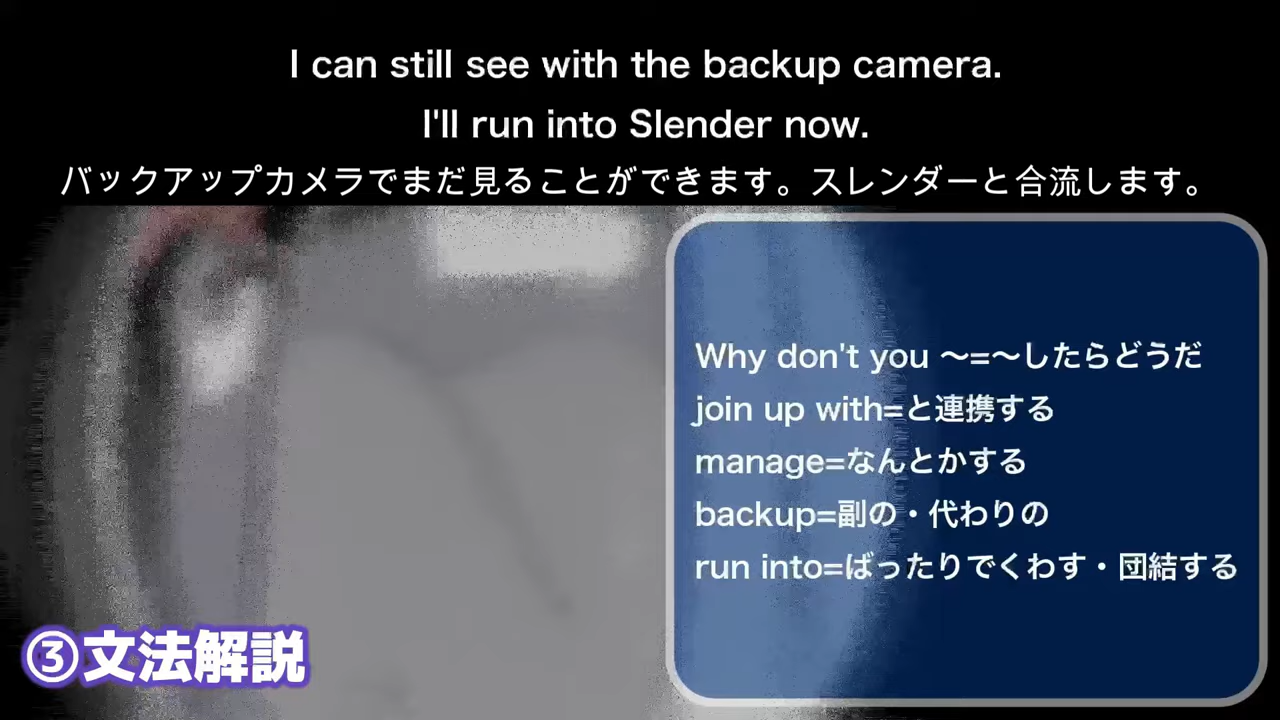 I can still see with the backup camera.
I'll run into Slender now.
バックアップカメラでまだ見ることができます。スレンダーと合流します。
Why don't you ～=～したらどうだ
join up with=と連携する
manage=なんとかする
backup=副の・代わりの
run into=ばったりでくわす・団結する
③文法解説